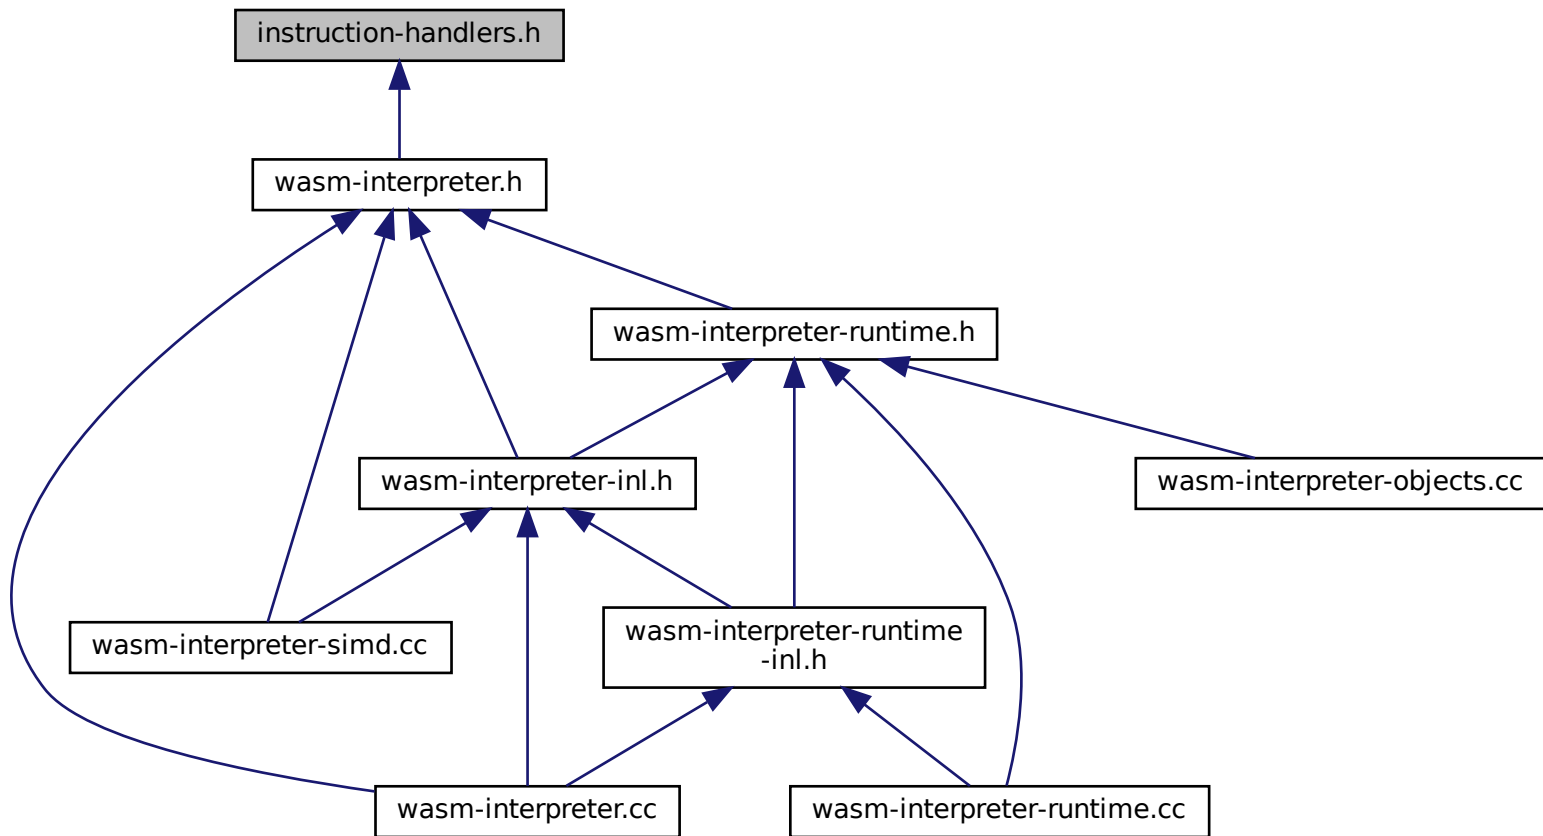 instruction-handlers.h
wasm-interpreter.h
wasm-interpreter-runtime.h
wasm-interpreter-inl.h
wasm-interpreter-objects.cc
wasm-interpreter-simd.cc
wasm-interpreter-runtime
-inl.h
wasm-interpreter.cc
wasm-interpreter-runtime.cc